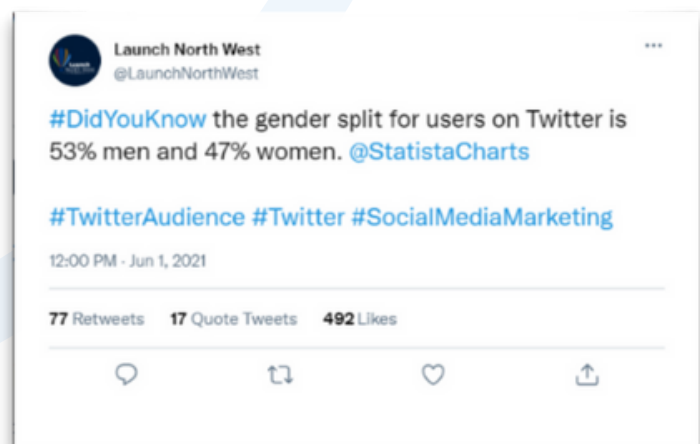 Launch North West
@LaunchNorthWest
#DidYouKnow the gender split for users on Twitter is
53% men and 47% women. @StatistaCharts
#TwitterAudience #Twitter #SocialMediaMarketing
12:00 PM · Jun 1, 2021
77 Retweets 17 Quote Tweets 492 Likes